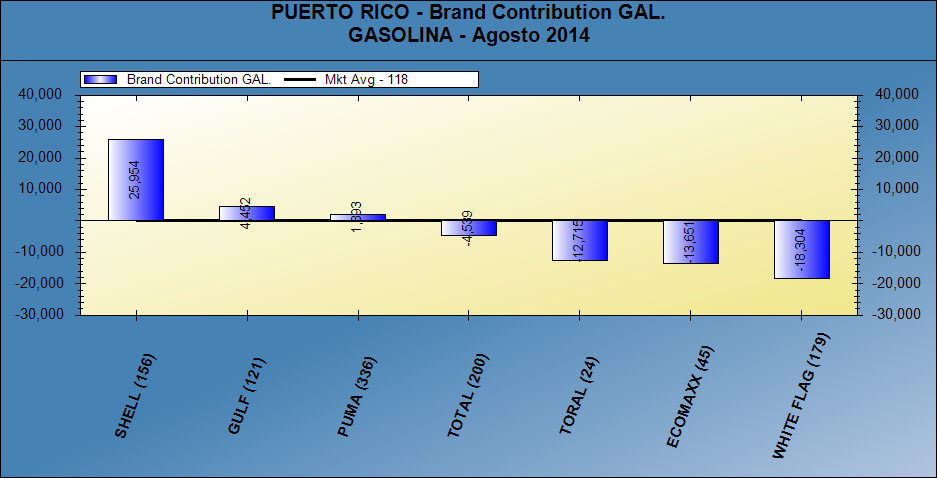 PUERTO RICO - Brand Contribution GAL.
GASOLINA - Agosto 2014
Brand Contribution GAL. Mkt Avg - 118
40,000 40,000
30,000 30,000
20,000 20,000
10,000 10,000
-10,000 -10,000
-20,000 -20,000
-30,000 -30,000
25,954
4,452
1,893
-4,539
-12,715
-13,651
-18,304
SHELL (156)
GULF (121)
PUMA (336)
TOTAL (200)
TORAL (24)
ECOMAXX (45)
WHITE FLAG (179)